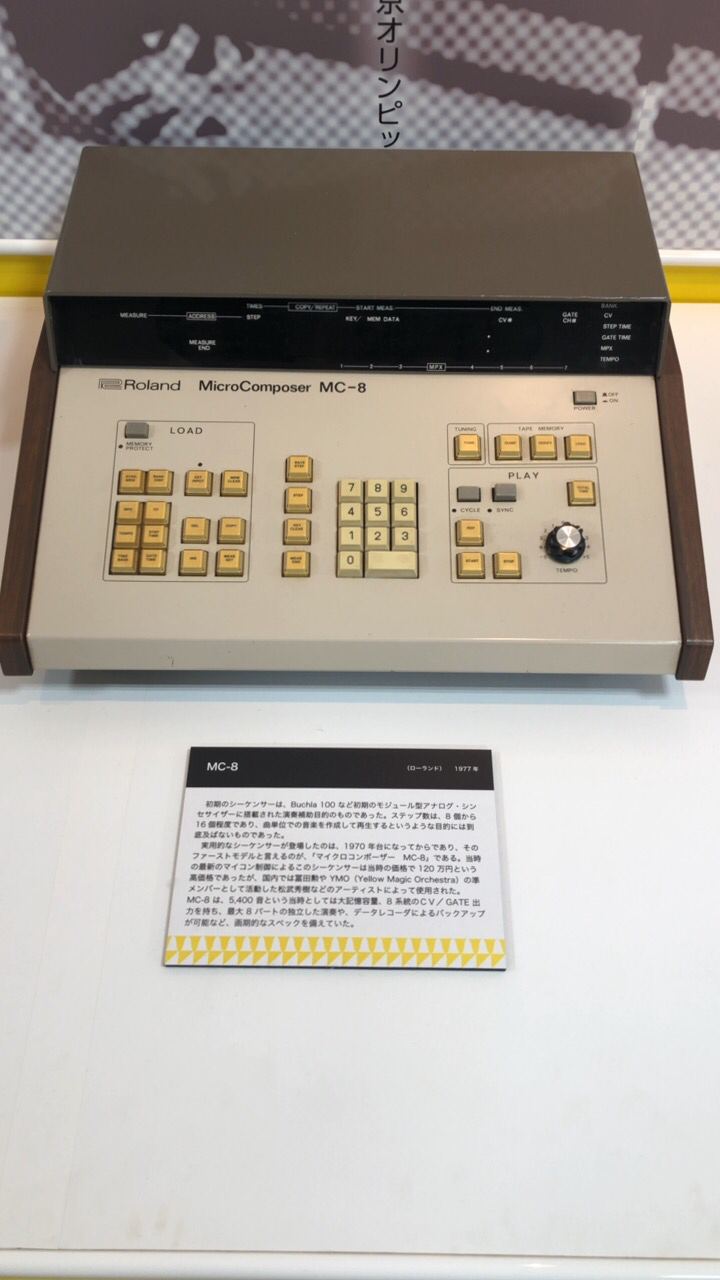 京オリンピッ
TIMES COPY/REPEAT START MEAS. END MEAS. BANK
MEASURE ADDRESS STEP KEY/ MEM DATA CV GATE CH CV
STEP TIME
MEASURE END GATE TIME
MPX
1 2 3 MPX 4 5 6 7 TEMPO
Roland MicroComposer MC-8
OFF
ON
POWER
LOAD
MEMORY PROTECT
TUNING TAPE MEMORY
TUNE VERIFY LOAD
PLAY
CYCLE SYNC
TEMPO
START STOP
STEP
COPY
7 8 9
4 5 6
1 2 3
0
MC-8 (ローランド) 1977年
初期のシーケンサーは、Buchla 100 など初期のモジュール型アナログ・シン
セサイザーに搭載された演奏補助目的のものであった。ステップ数は、8 個から
16 個程度であり、曲単位での音楽を作成して再生するというような目的には到
底及ばないものであった。
実用的なシーケンサーが登場したのは、1970 年台になってからであり、その
ファーストモデルと言えるのが、「マイクロコンポーザー MC-8」である。当時
の最新のマイコン制御によるこのシーケンサーは当時の価格で 120 万円という
高価格であったが、国内では冨田勲や YMO（Yellow Magic Orchestra）の準
メンバーとして活動した松武秀樹などのアーティストによって使用された。
MC-8 は、5,400 音という当時としては大記憶容量、8 系統のCV／GATE 出
力を持ち、最大 8 パートの独立した演奏や、データレコーダによるバックアップ
が可能など、画期的なスペックを備えていた。